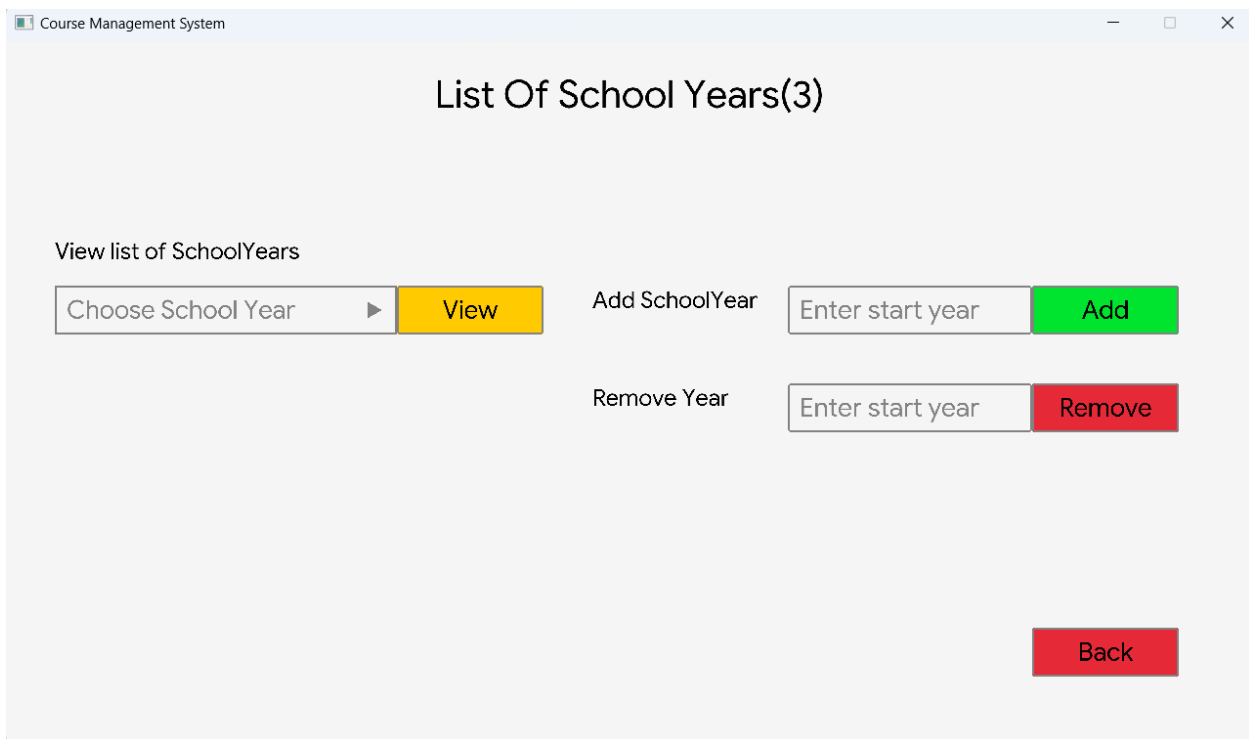 Course Management System
List Of School Years(3)
View list of SchoolYears
Choose School Year
View
Add SchoolYear
Enter start year
Add
Remove Year
Enter start year
Remove
Back